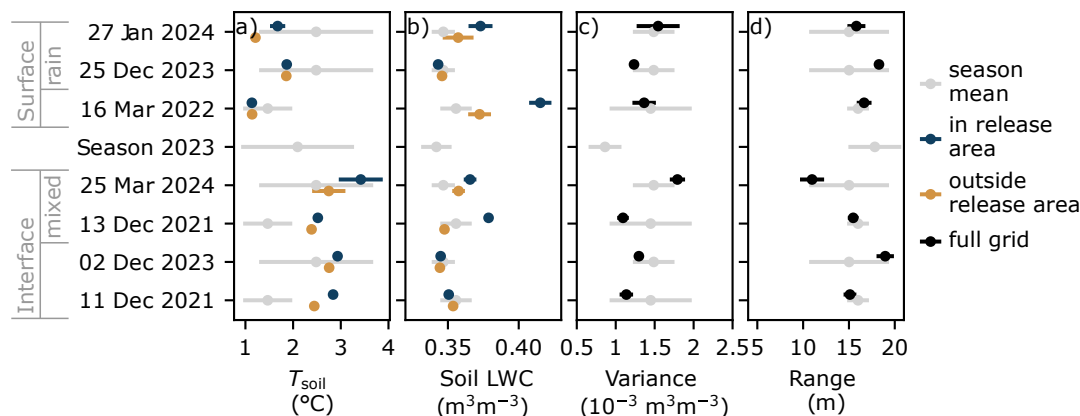 a)
b)
c)
d)
Surface
rain
Interface
mixed
27 Jan 2024
25 Dec 2023
16 Mar 2022
Season 2023
25 Mar 2024
13 Dec 2021
02 Dec 2023
11 Dec 2021
1 2 3 4
T_soil
(°C)
0.35 0.40
Soil LWC
(m³m⁻³)
0.5 1 1.5 2 2.5
Variance
(10⁻³ m³m⁻³)
5 10 15 20
Range
(m)
season
mean
in release
area
outside
release area
full grid